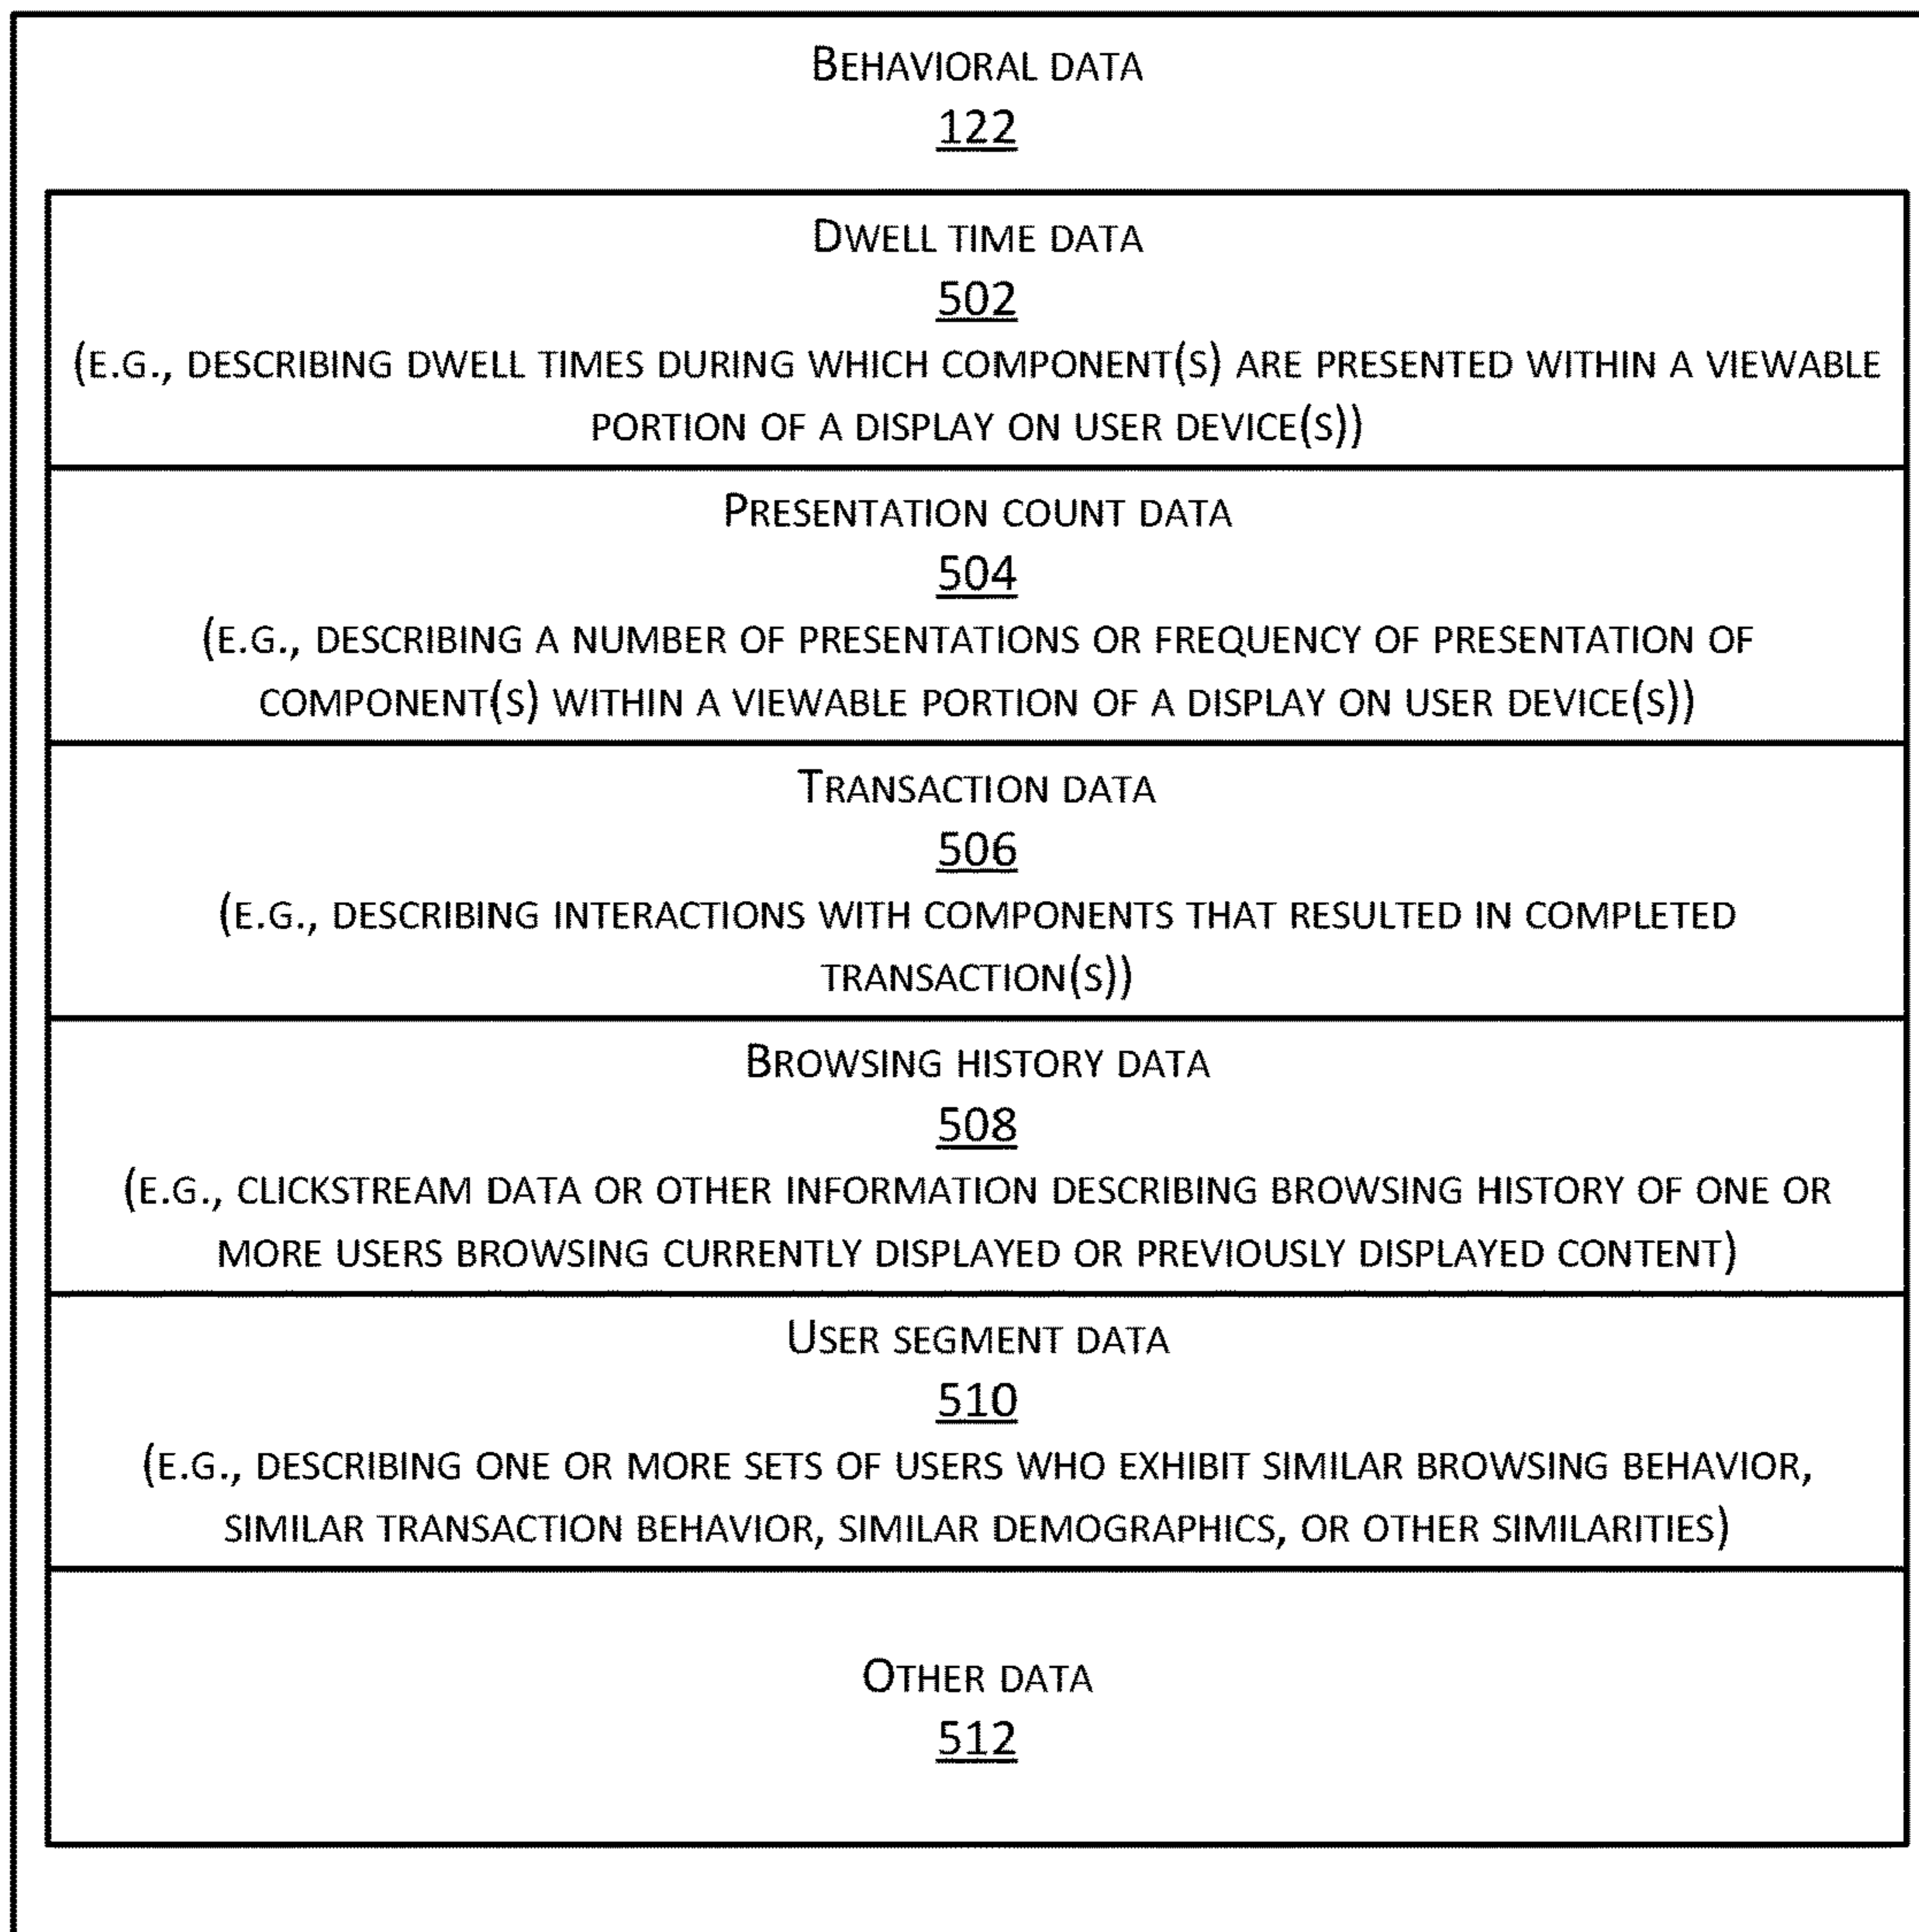 BEHAVIORAL DATA
122
DWELL TIME DATA
502
(E.G., DESCRIBING DWELL TIMES DURING WHICH COMPONENT(S) ARE PRESENTED WITHIN A VIEWABLE
PORTION OF A DISPLAY ON USER DEVICE(S))
PRESENTATION COUNT DATA
504
(E.G., DESCRIBING A NUMBER OF PRESENTATIONS OR FREQUENCY OF PRESENTATION OF
COMPONENT(S) WITHIN A VIEWABLE PORTION OF A DISPLAY ON USER DEVICE(S))
TRANSACTION DATA
506
(E.G., DESCRIBING INTERACTIONS WITH COMPONENTS THAT RESULTED IN COMPLETED
TRANSACTION(S))
BROWSING HISTORY DATA
508
(E.G., CLICKSTREAM DATA OR OTHER INFORMATION DESCRIBING BROWSING HISTORY OF ONE OR
MORE USERS BROWSING CURRENTLY DISPLAYED OR PREVIOUSLY DISPLAYED CONTENT)
USER SEGMENT DATA
510
(E.G., DESCRIBING ONE OR MORE SETS OF USERS WHO EXHIBIT SIMILAR BROWSING BEHAVIOR,
SIMILAR TRANSACTION BEHAVIOR, SIMILAR DEMOGRAPHICS, OR OTHER SIMILARITIES)
OTHER DATA
512